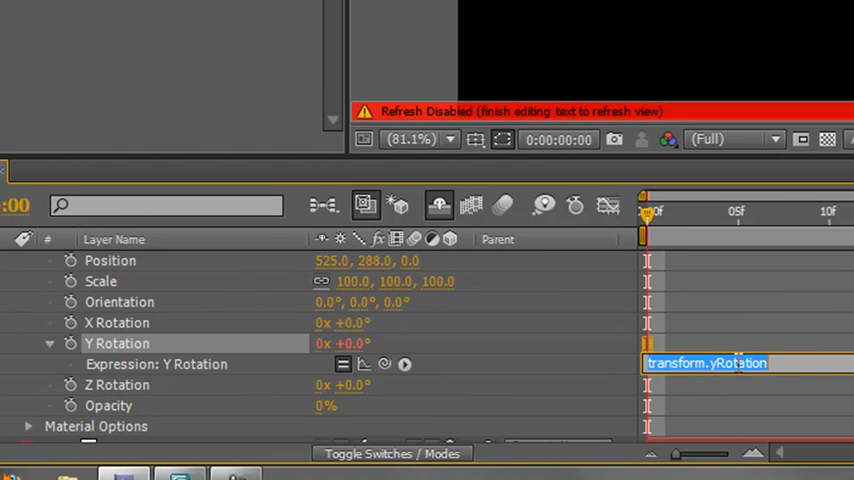 Refresh Disabled (finish editing text to refresh view)
(81.1%) 0:00:00:00 (Full)
:00
05f 10f
# Layer Name Parent
Position 525.0, 288.0, 0.0
Scale 100.0, 100.0, 100.0
Orientation 0.0°, 0.0°, 0.0°
X Rotation 0x +0.0°
Y Rotation 0x +0.0°
Expression: Y Rotation transform.yRotation
Z Rotation 0x +0.0°
Opacity 0%
Material Options
Toggle Switches / Modes